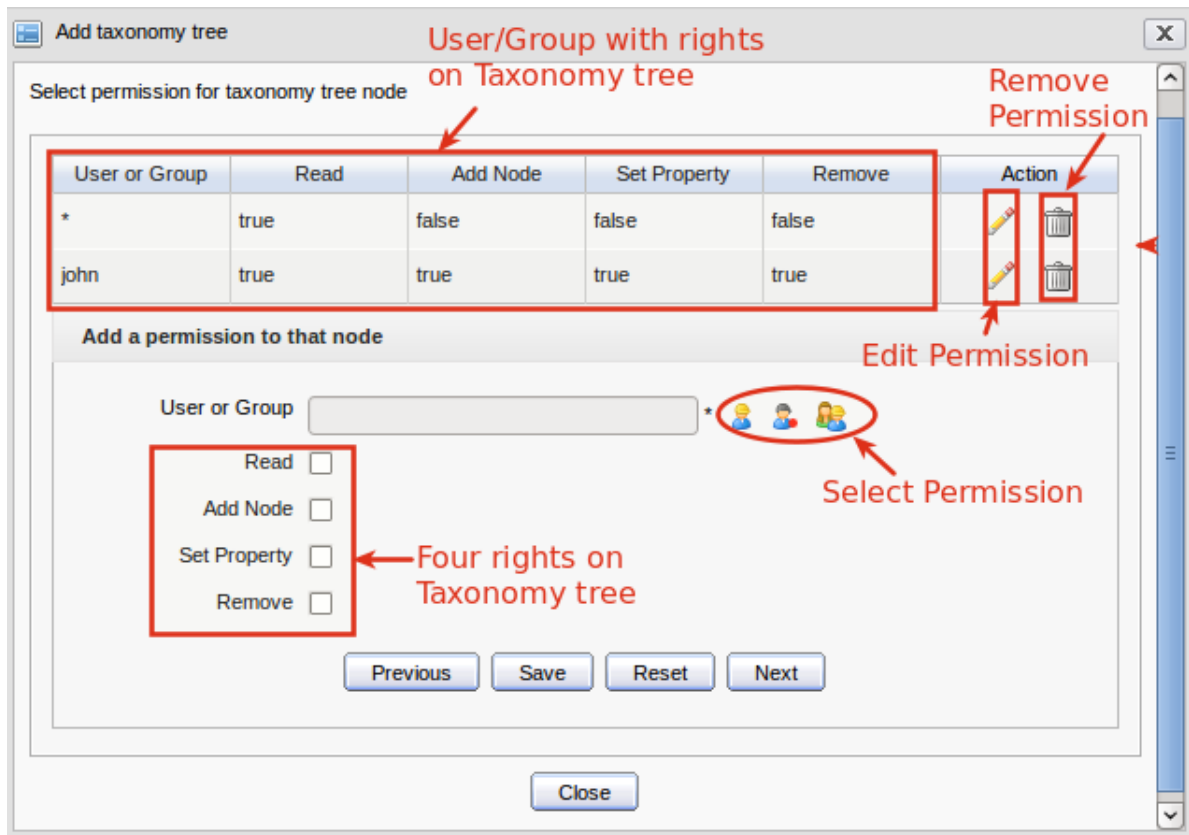 Add taxonomy tree
X
User/Group with rights
on Taxonomy tree
Select permission for taxonomy tree node
Remove
Permission
User or Group Read Add Node Set Property Remove Action
* true false false false
john true true true true
Add a permission to that node
Edit Permission
User or Group *
Read
Select Permission
Add Node
Set Property
Four rights on
Taxonomy tree
Remove
Previous Save Reset Next
Close